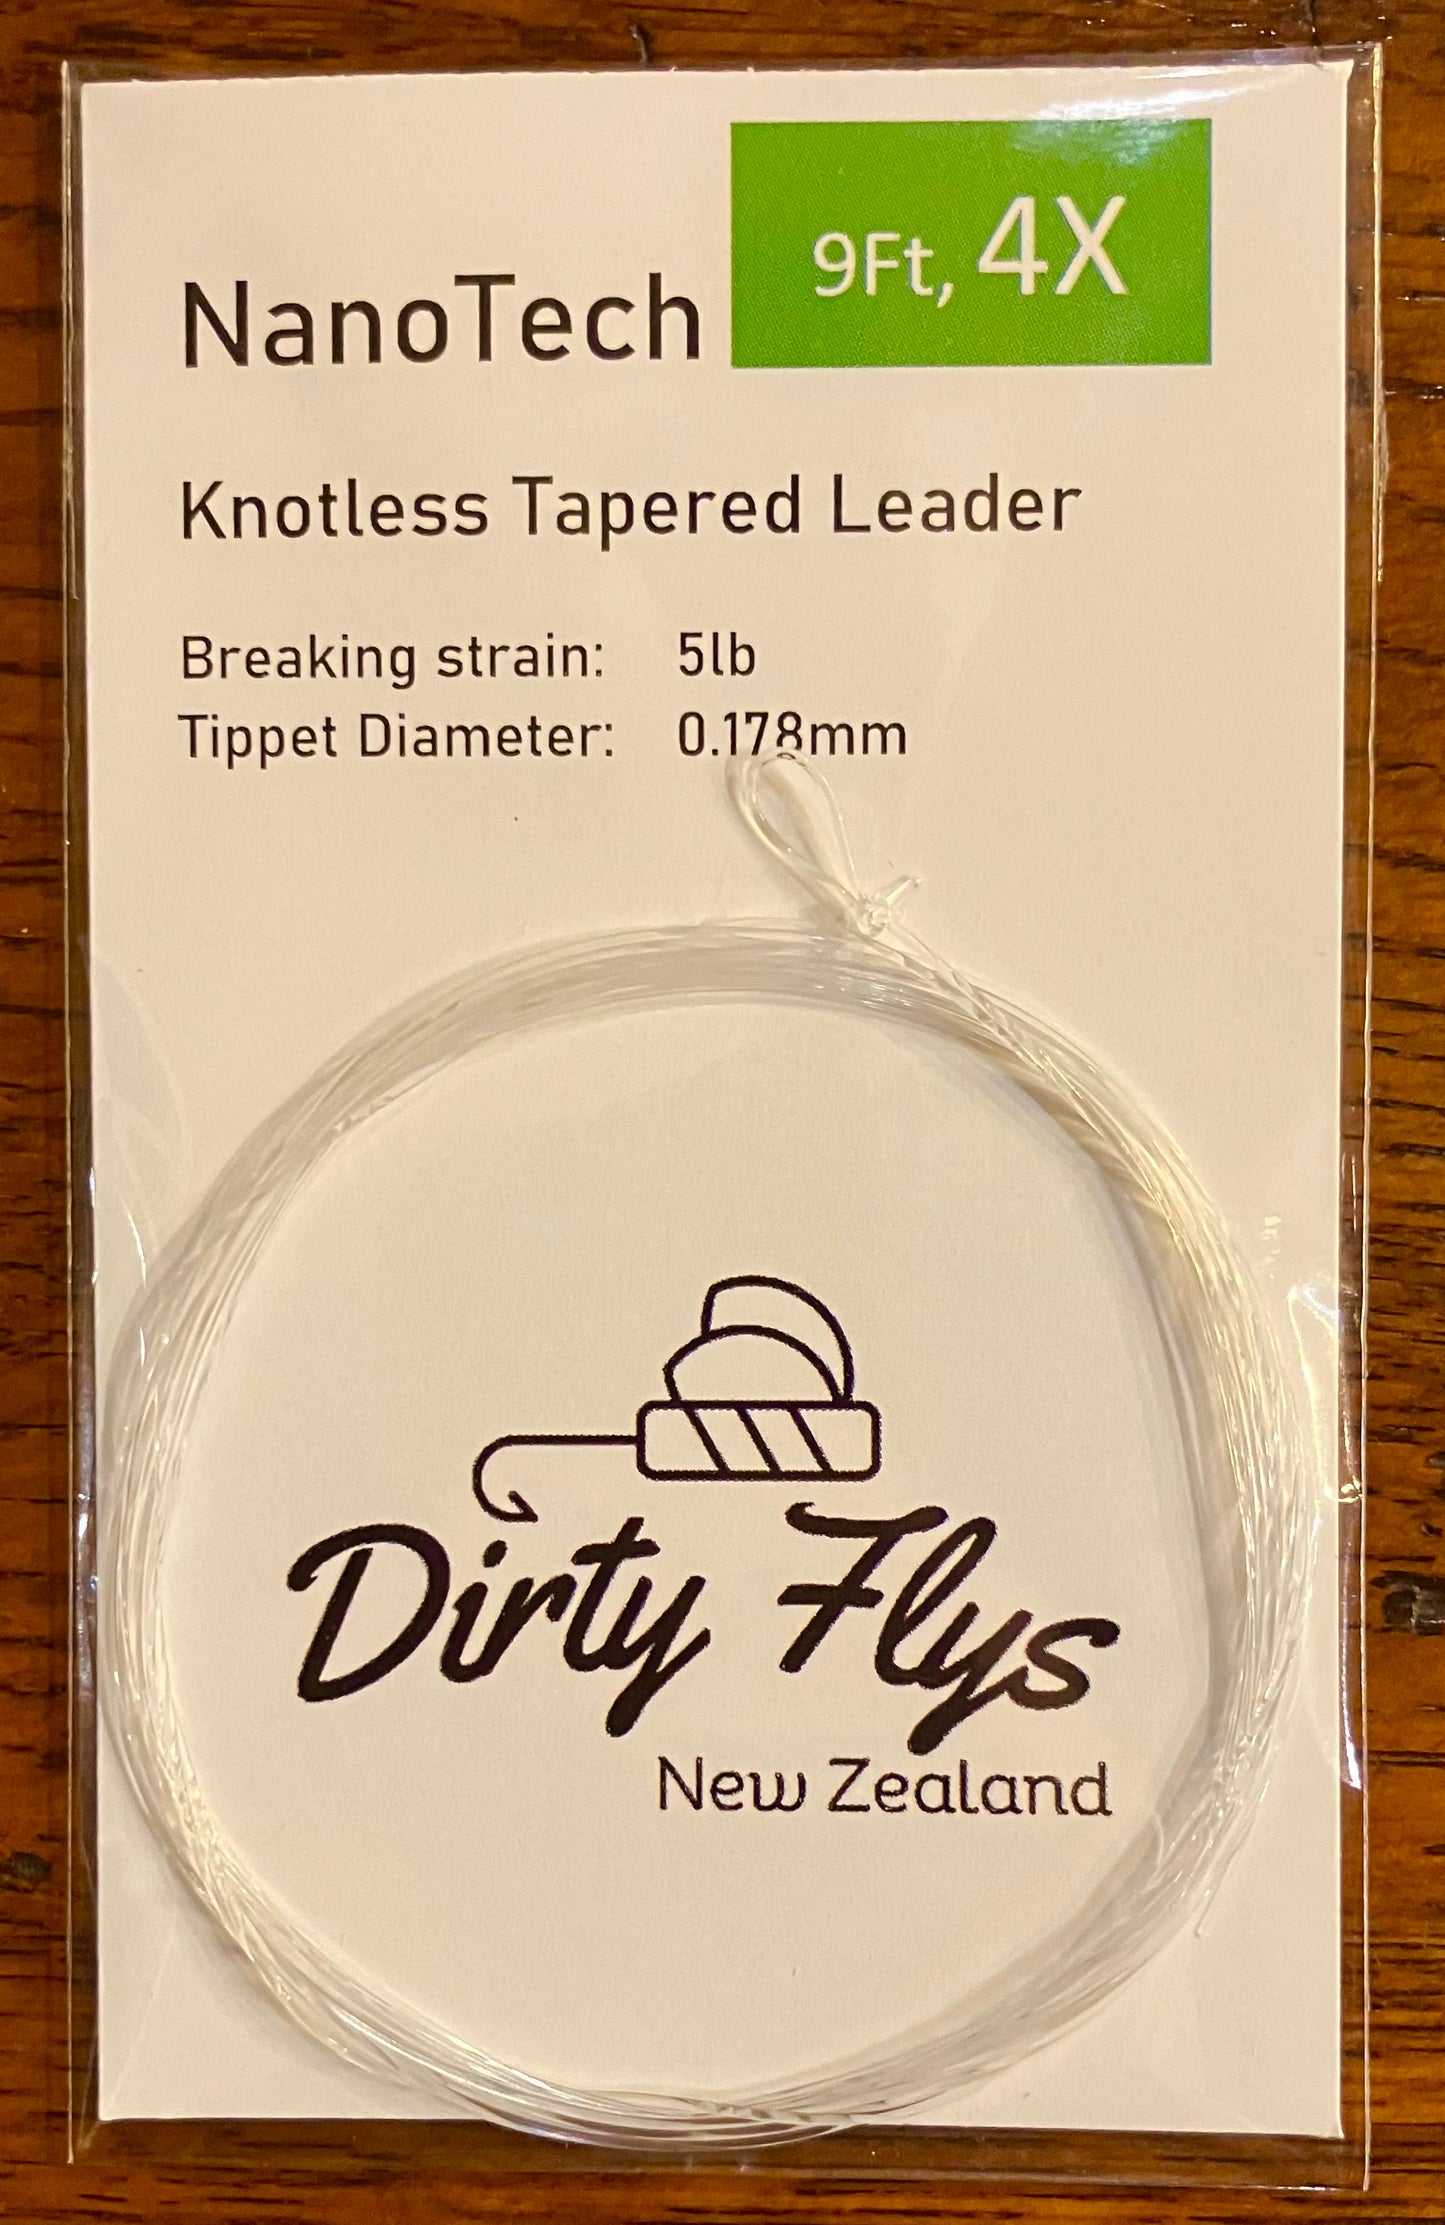 9Ft, 4X
NanoTech
Knotless Tapered Leader
Breaking strain: 5lb
Tippet Diameter: 0.178mm
Dirty Flys
New Zealand